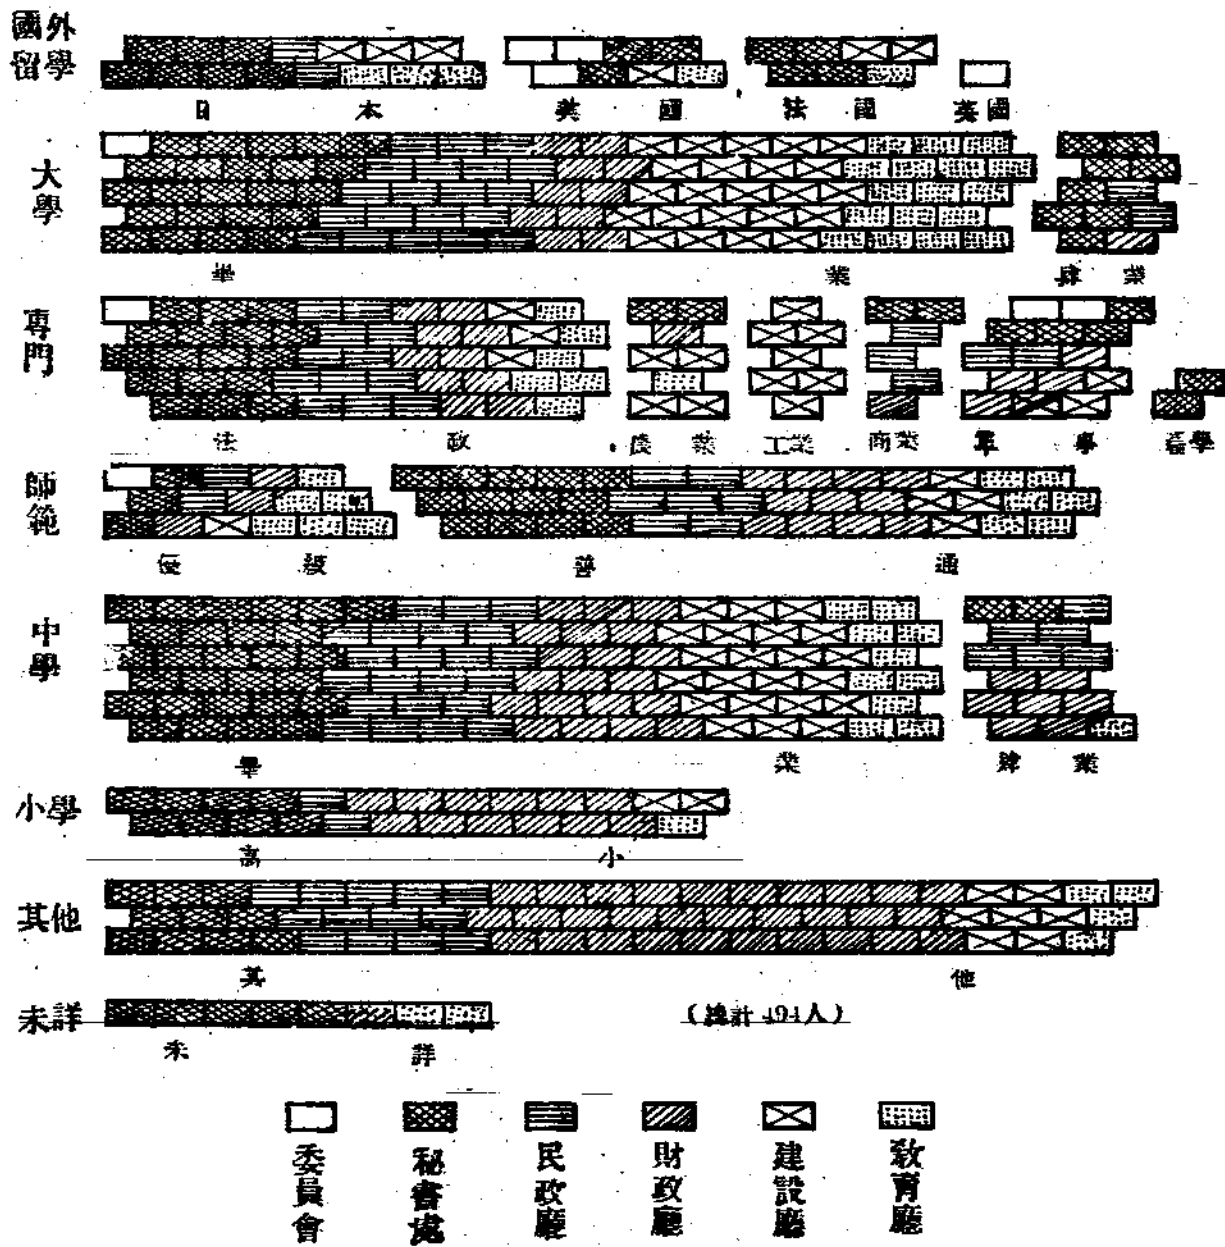 國外
留學
日 本
美 國
法 國
英國
大學
畢 業
肄 業
專門
法 政
農 業
工業
商業
軍 事
醫學
師範
優 級
普 通
中學
畢 業
肄 業
小學
高 小
其他
其 他
未詳
未 詳
(總計 491人)
委員會
秘書處
民政廳
財政廳
建設廳
敎育廳